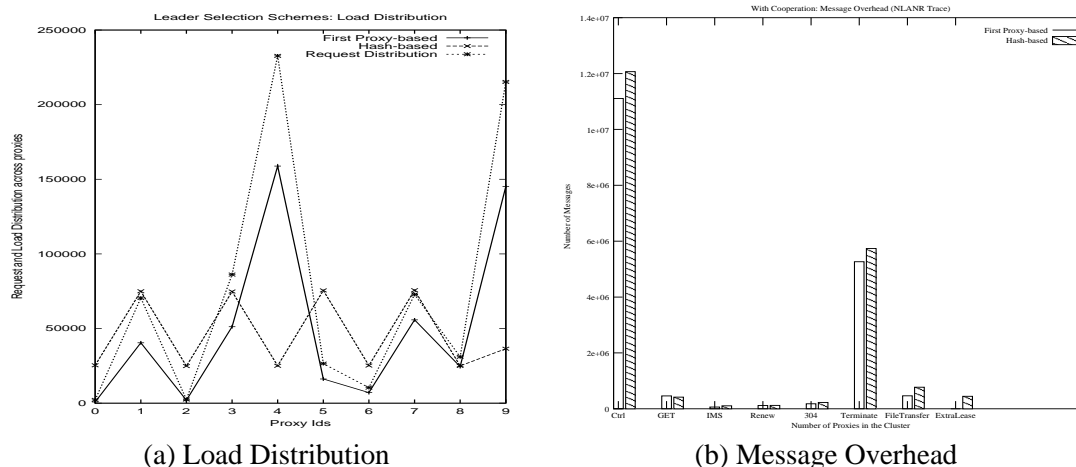 Leader Selection Schemes: Load Distribution
250000
200000
150000
100000
50000
0
First Proxy-based
Hash-based
Request Distribution
Request and Load Distribution across proxies
0 1 2 3 4 5 6 7 8 9
Proxy Ids
(a) Load Distribution
With Cooperation: Message Overhead (NLANR Trace)
1.4e+07
1.2e+07
1e+07
8e+06
6e+06
4e+06
2e+06
0
First Proxy-based
Hash-based
Number of Messages
Ctrl GET IMS Renew 304 Terminate FileTransfer ExtraLease
Number of Proxies in the Cluster
(b) Message Overhead